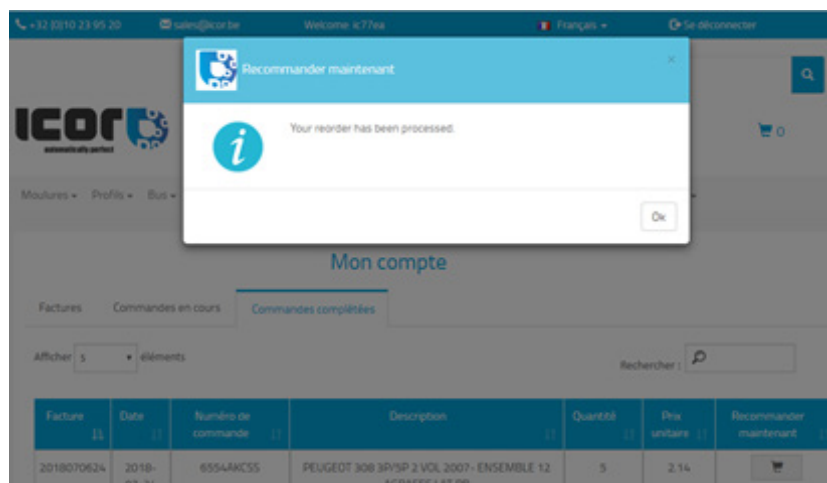 +32 (0)10 23 95 20 sales@icor.be Welcome ic77ea Français Se déconnecter
Recommander maintenant ×
Your reorder has been processed.
Ok
ICOR
automatically perfect
0
Moulures Profils Bus
Mon compte
Factures Commandes en cours Commandes complétées
Afficher 5 éléments
Rechercher :
Facture Date Numéro de commande Description Quantité Prix unitaire Recommander maintenant
2018070624 2018- 6554AKCSS PEUGEOT 308 3P/5P 2 VOL 2007- ENSEMBLE 12 5 2.14